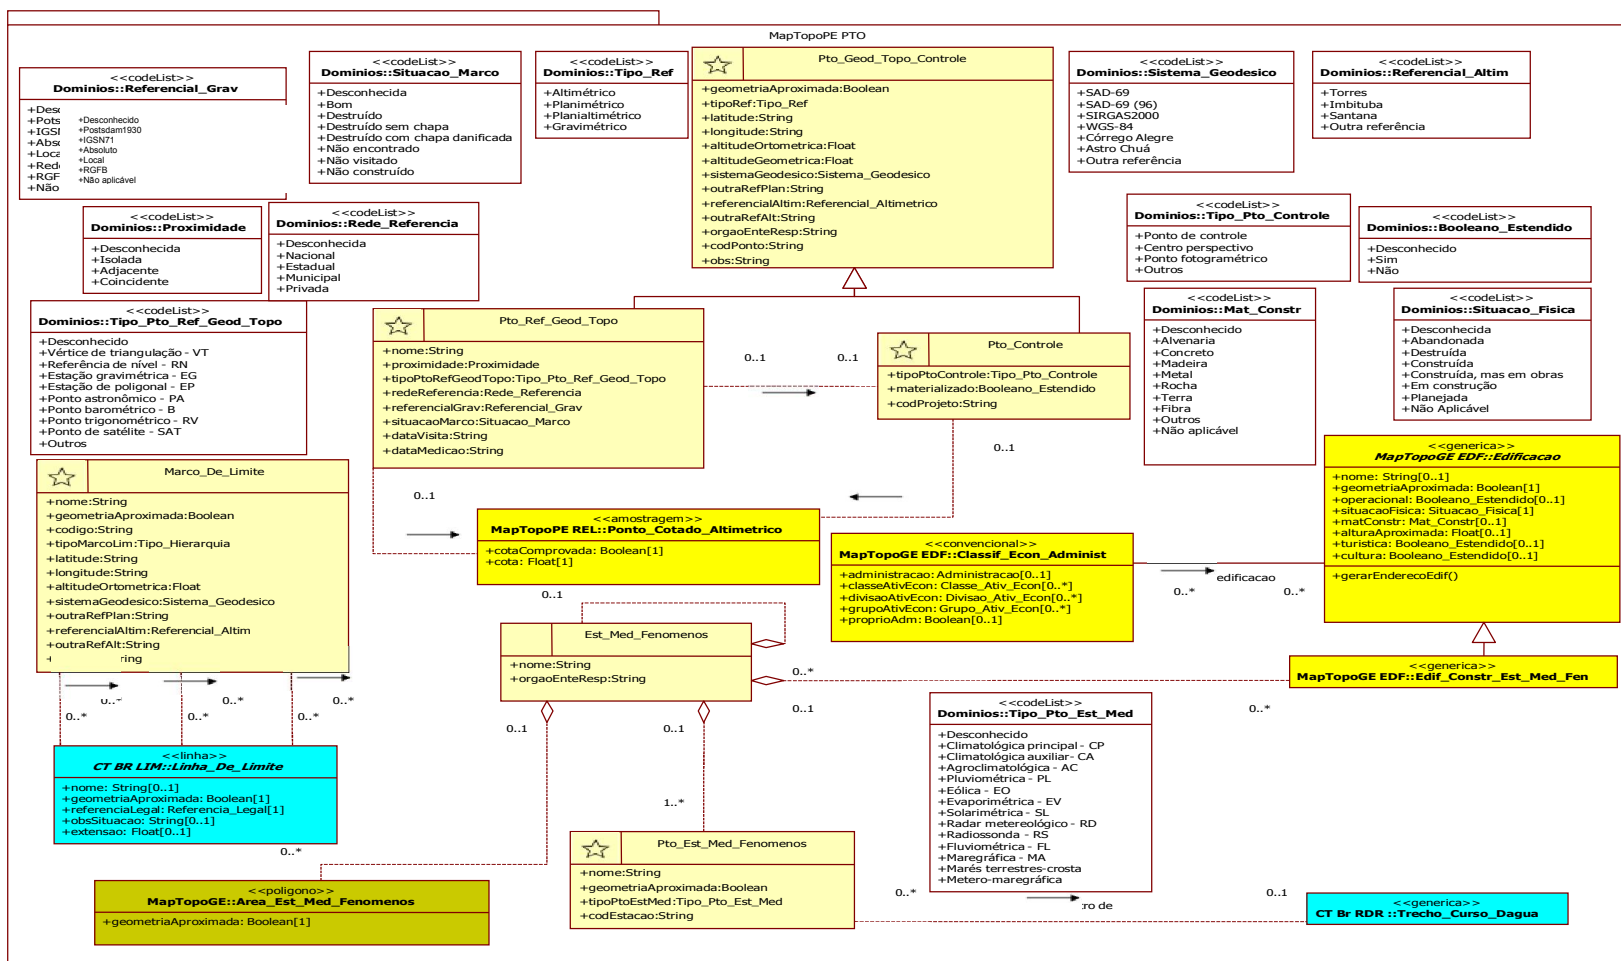 MapTopoPE PTO
<<codeList>>
Dominios::Referencial_Grav
+Desc
+Pots
+IGSN
+Abso
+Loca
+Rede
+RGF
+Não
+Desconhecido
+Postsdam1930
+IGSN71
+Absoluto
+Local
+RGFB
+Não aplicável
<<codeList>>
Dominios::Situacao_Marco
+Desconhecida
+Bom
+Destruído
+Destruído sem chapa
+Destruído com chapa danificada
+Não encontrado
+Não visitado
+Não construído
<<codeList>>
Dominios::Tipo_Ref
+Altimétrico
+Planimétrico
+Planialtimétrico
+Gravimétrico
Pto_Geod_Topo_Controle
+geometriaAproximada:Boolean
+tipoRef:Tipo_Ref
+latitude:String
+longitude:String
+altitudeOrtometrica:Float
+altitudeGeometrica:Float
+sistemaGeodesico:Sistema_Geodesico
+outraRefPlan:String
+referencialAltim:Referencial_Altimetrico
+outraRefAlt:String
+orgaoEnteResp:String
+codPonto:String
+obs:String
<<codeList>>
Dominios::Sistema_Geodesico
+SAD-69
+SAD-69 (96)
+SIRGAS2000
+WGS-84
+Córrego Alegre
+Astro Chuá
+Outra referência
<<codeList>>
Dominios::Referencial_Altim
+Torres
+Imbituba
+Santana
+Outra referência
<<codeList>>
Dominios::Proximidade
+Desconhecida
+Isolada
+Adjacente
+Coincidente
<<codeList>>
Dominios::Rede_Referencia
+Desconhecida
+Nacional
+Estadual
+Municipal
+Privada
<<codeList>>
Dominios::Tipo_Pto_Controle
+Ponto de controle
+Centro perspectivo
+Ponto fotogramétrico
+Outros
<<codeList>>
Dominios::Booleano_Estendido
+Desconhecido
+Sim
+Não
<<codeList>>
Dominios::Tipo_Pto_Ref_Geod_Topo
+Desconhecido
+Vértice de triangulação - VT
+Referência de nível - RN
+Estação gravimétrica - EG
+Estação de poligonal - EP
+Ponto astronômico - PA
+Ponto barométrico - B
+Ponto trigonométrico - RV
+Ponto de satélite - SAT
+Outros
Pto_Ref_Geod_Topo
+nome:String
+proximidade:Proximidade
+tipoPtoRefGeodTopo:Tipo_Pto_Ref_Geod_Topo
+redeReferencia:Rede_Referencia
+referencialGrav:Referencial_Grav
+situacaoMarco:Situacao_Marco
+dataVisita:String
+dataMedicao:String
0..1
0..1
Pto_Controle
+tipoPtoControle:Tipo_Pto_Controle
+materializado:Booleano_Estendido
+codProjeto:String
<<codeList>>
Dominios::Mat_Constr
+Desconhecido
+Alvenaria
+Concreto
+Madeira
+Metal
+Rocha
+Terra
+Fibra
+Outros
+Não aplicável
<<codeList>>
Dominios::Situacao_Fisica
+Desconhecida
+Abandonada
+Destruída
+Construída
+Construída, mas em obras
+Em construção
+Planejada
+Não Aplicável
0..1
0..1
Marco_De_Limite
+nome:String
+geometriaAproximada:Boolean
+codigo:String
+tipoMarcoLim:Tipo_Hierarquia
+latitude:String
+longitude:String
+altitudeOrtometrica:Float
+sistemaGeodesico:Sistema_Geodesico
+outraRefPlan:String
+referencialAltim:Referencial_Altim
+outraRefAlt:String
ring
<<amostragem>>
MapTopoPE REL::Ponto_Cotado_Altimetrico
+cotaComprovada: Boolean[1]
+cota: Float[1]
0..1
<<convencional>>
MapTopoGE EDF::Classif_Econ_Administ
+administracao: Administracao[0..1]
+classeAtivEcon: Classe_Ativ_Econ[0..*]
+divisaoAtivEcon: Divisao_Ativ_Econ[0..*]
+grupoAtivEcon: Grupo_Ativ_Econ[0..*]
+proprioAdm: Boolean[0..1]
edificacao
0..*
0..*
<<generica>>
MapTopoGE EDF::Edificacao
+nome: String[0..1]
+geometriaAproximada: Boolean[1]
+operacional: Booleano_Estendido[0..1]
+situacaoFisica: Situacao_Fisica[1]
+matConstr: Mat_Constr[0..1]
+alturaAproximada: Float[0..1]
+turistica: Booleano_Estendido[0..1]
+cultura: Booleano_Estendido[0..1]
+gerarEnderecoEdif()
<<generica>>
MapTopoGE EDF::Edif_Constr_Est_Med_Fen
Est_Med_Fenomenos
+nome:String
+orgaoEnteResp:String
0..*
0..1
0..*
0..1
0..1
0..*
0..*
0..*
0..*
0..*
0..*
<<linha>>
CT BR LIM::Linha_De_Limite
+nome: String[0..1]
+geometriaAproximada: Boolean[1]
+referenciaLegal: Referencia_Legal[1]
+obsSituacao: String[0..1]
+extensao: Float[0..1]
0..*
1..*
<<codeList>>
Dominios::Tipo_Pto_Est_Med
+Desconhecido
+Climatológica principal - CP
+Climatológica auxiliar- CA
+Agroclimatológica - AC
+Pluviométrica - PL
+Eólica - EO
+Evaporimétrica - EV
+Solarimétrica - SL
+Radar metereológico - RD
+Radiossonda - RS
+Fluviométrica - FL
+Maregráfica - MA
+Marés terrestres-crosta
+Metero-maregráfica
<<poligono>>
MapTopoGE::Area_Est_Med_Fenomenos
+geometriaAproximada: Boolean[1]
Pto_Est_Med_Fenomenos
+nome:String
+geometriaAproximada:Boolean
+tipoPtoEstMed:Tipo_Pto_Est_Med
+codEstacao:String
0..*
ro de
0..1
<<generica>>
CT Br RDR ::Trecho_Curso_Dagua